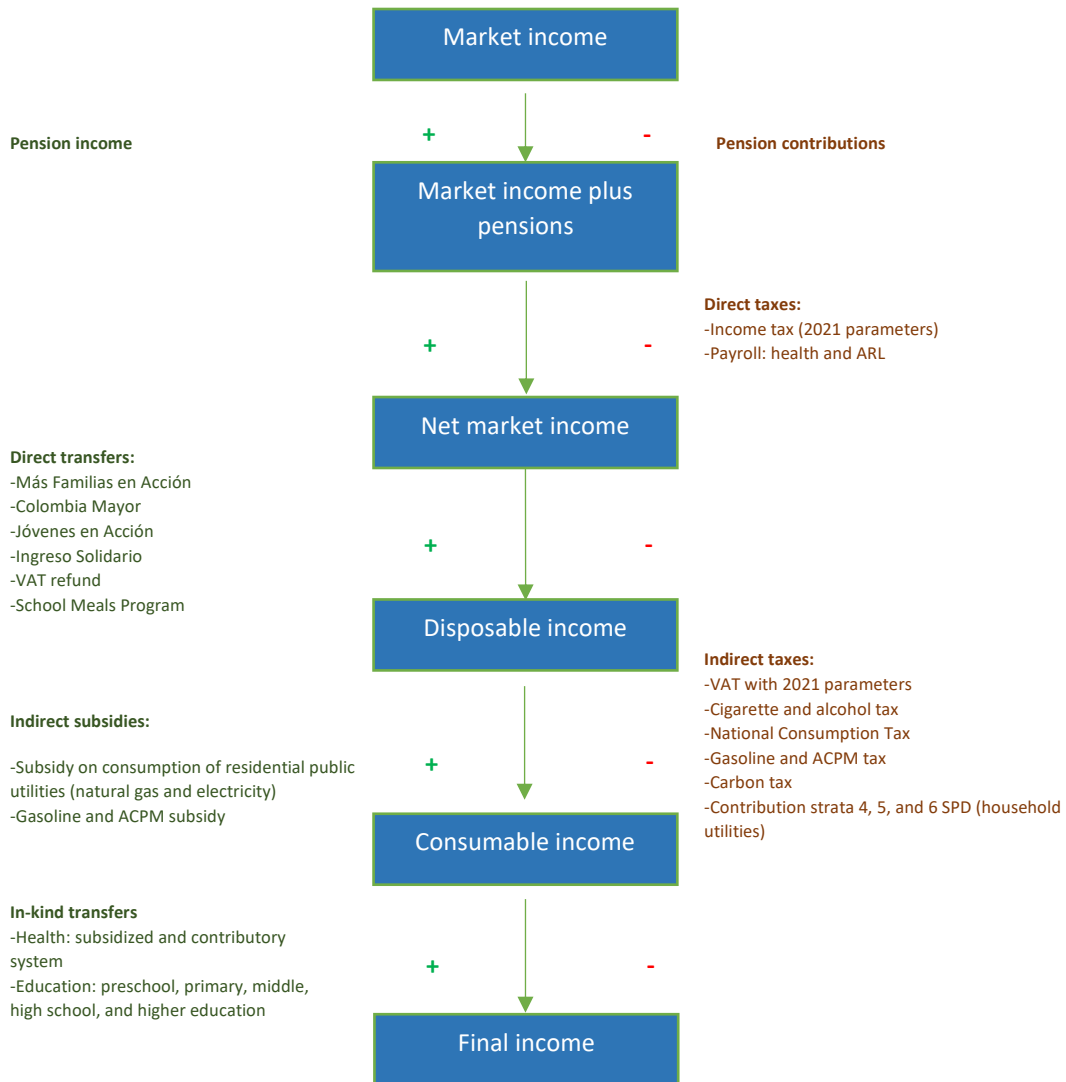 Market income
Pension income
+
-
Pension contributions
Market income plus
pensions
Direct taxes:
-Income tax (2021 parameters)
-Payroll: health and ARL
+
-
Net market income
Direct transfers:
-Más Familias en Acción
-Colombia Mayor
-Jóvenes en Acción
-Ingreso Solidario
-VAT refund
-School Meals Program
+
-
Disposable income
Indirect taxes:
-VAT with 2021 parameters
-Cigarette and alcohol tax
-National Consumption Tax
-Gasoline and ACPM tax
-Carbon tax
-Contribution strata 4, 5, and 6 SPD (household
utilities)
Indirect subsidies:
-Subsidy on consumption of residential public
utilities (natural gas and electricity)
-Gasoline and ACPM subsidy
+
-
Consumable income
In-kind transfers
-Health: subsidized and contributory
system
-Education: preschool, primary, middle,
high school, and higher education
+
-
Final income